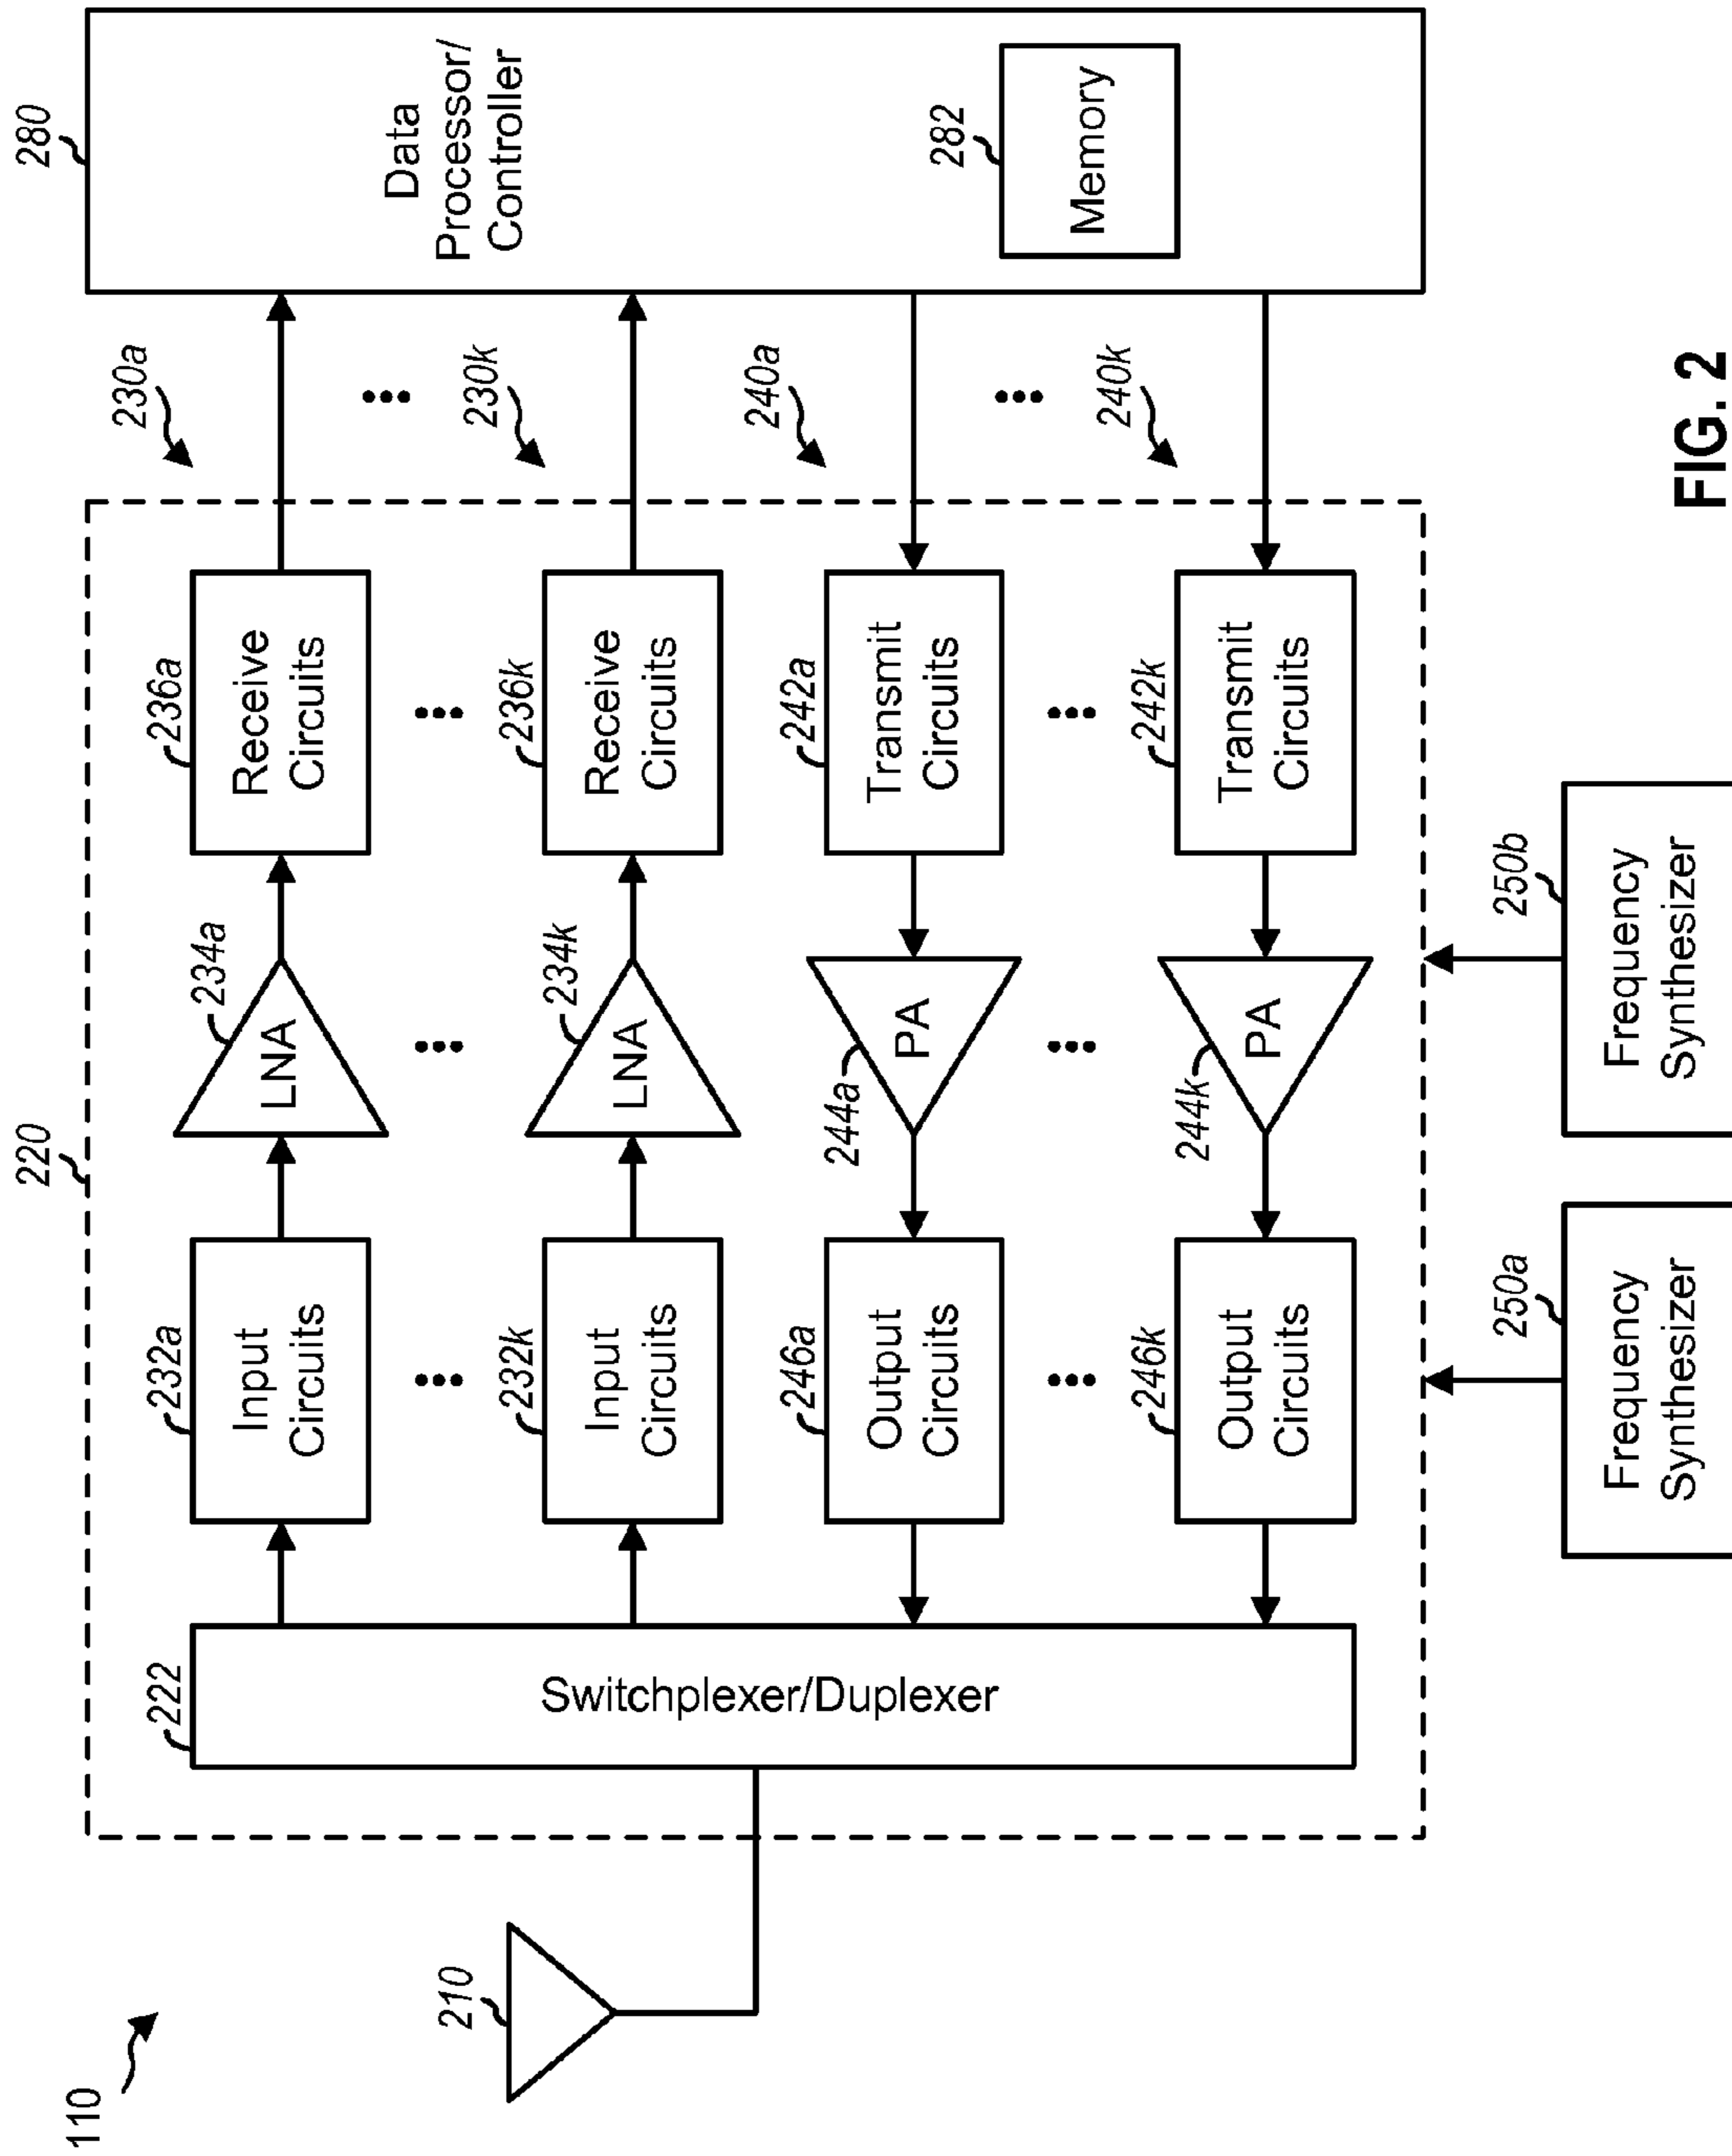 110
210
220
222
Switchplexer/Duplexer
232a
Input
Circuits
234a
LNA
236a
Receive
Circuits
230a
232k
Input
Circuits
234k
LNA
236k
Receive
Circuits
230k
246a
Output
Circuits
244a
PA
242a
Transmit
Circuits
240a
246k
Output
Circuits
244k
PA
242k
Transmit
Circuits
240k
280
Data
Processor/
Controller
282
Memory
250a
Frequency
Synthesizer
250b
Frequency
Synthesizer
FIG. 2